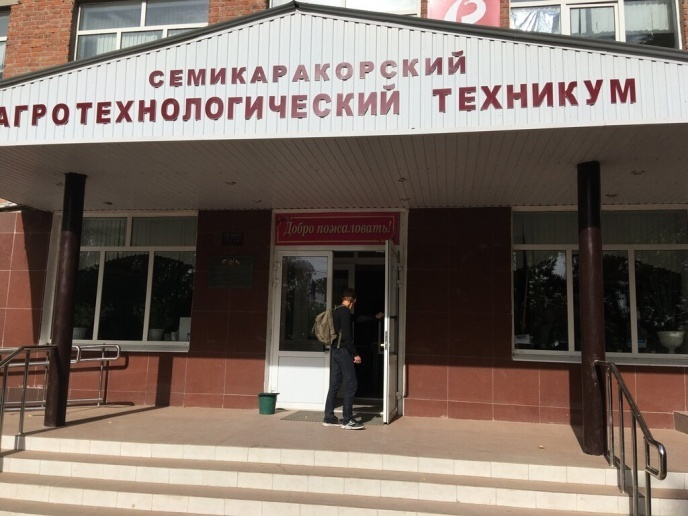 СЕМИКАРАКОРСКИЙ
АГРОТЕХНОЛОГИЧЕСКИЙ ТЕХНИКУМ
Добро пожаловать!